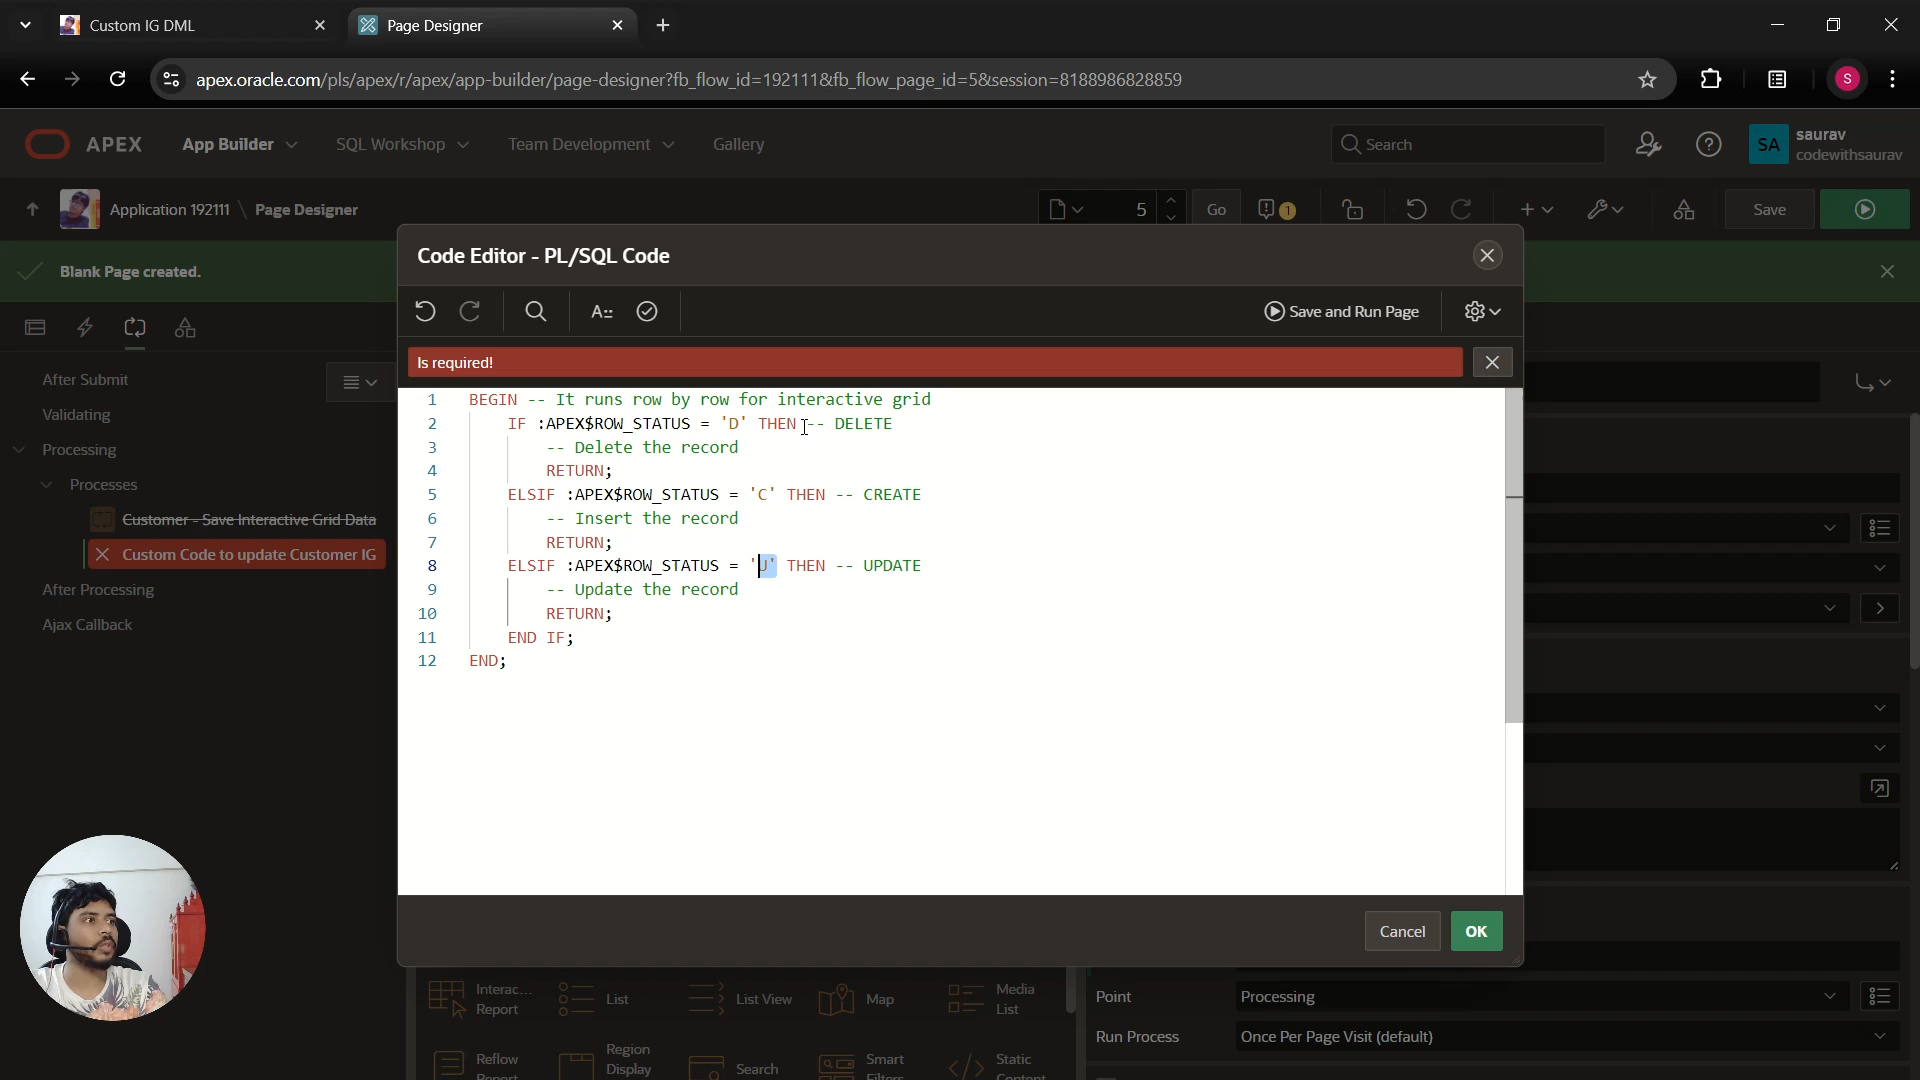 Custom IG DML
Page Designer
apex.oracle.com/pls/apex/r/apex/app-builder/page-designer?fb_flow_id=192111&fb_flow_page_id=5&session=8188986828859
S
APEX
App Builder
SQL Workshop
Team Development
Gallery
Search
SA
saurav
codewithsaurav
Application 192111 \ Page Designer
5
Go
1
Save
Blank Page created.
Code Editor - PL/SQL Code
Save and Run Page
Is required!
After Submit
Validating
Processing
Processes
Customer - Save Interactive Grid Data
Custom Code to update Customer IG
After Processing
Ajax Callback
1 BEGIN -- It runs row by row for interactive grid
2 IF :APEX$ROW_STATUS = 'D' THEN -- DELETE
3 -- Delete the record
4 RETURN;
5 ELSIF :APEX$ROW_STATUS = 'C' THEN -- CREATE
6 -- Insert the record
7 RETURN;
8 ELSIF :APEX$ROW_STATUS = 'U' THEN -- UPDATE
9 -- Update the record
10 RETURN;
11 END IF;
12 END;
Cancel
OK
Interac...
Report
List
List View
Map
Media
List
Reflow
Report
Region
Display
Search
Smart
Filters
Static
Content
Point
Processing
Run Process
Once Per Page Visit (default)